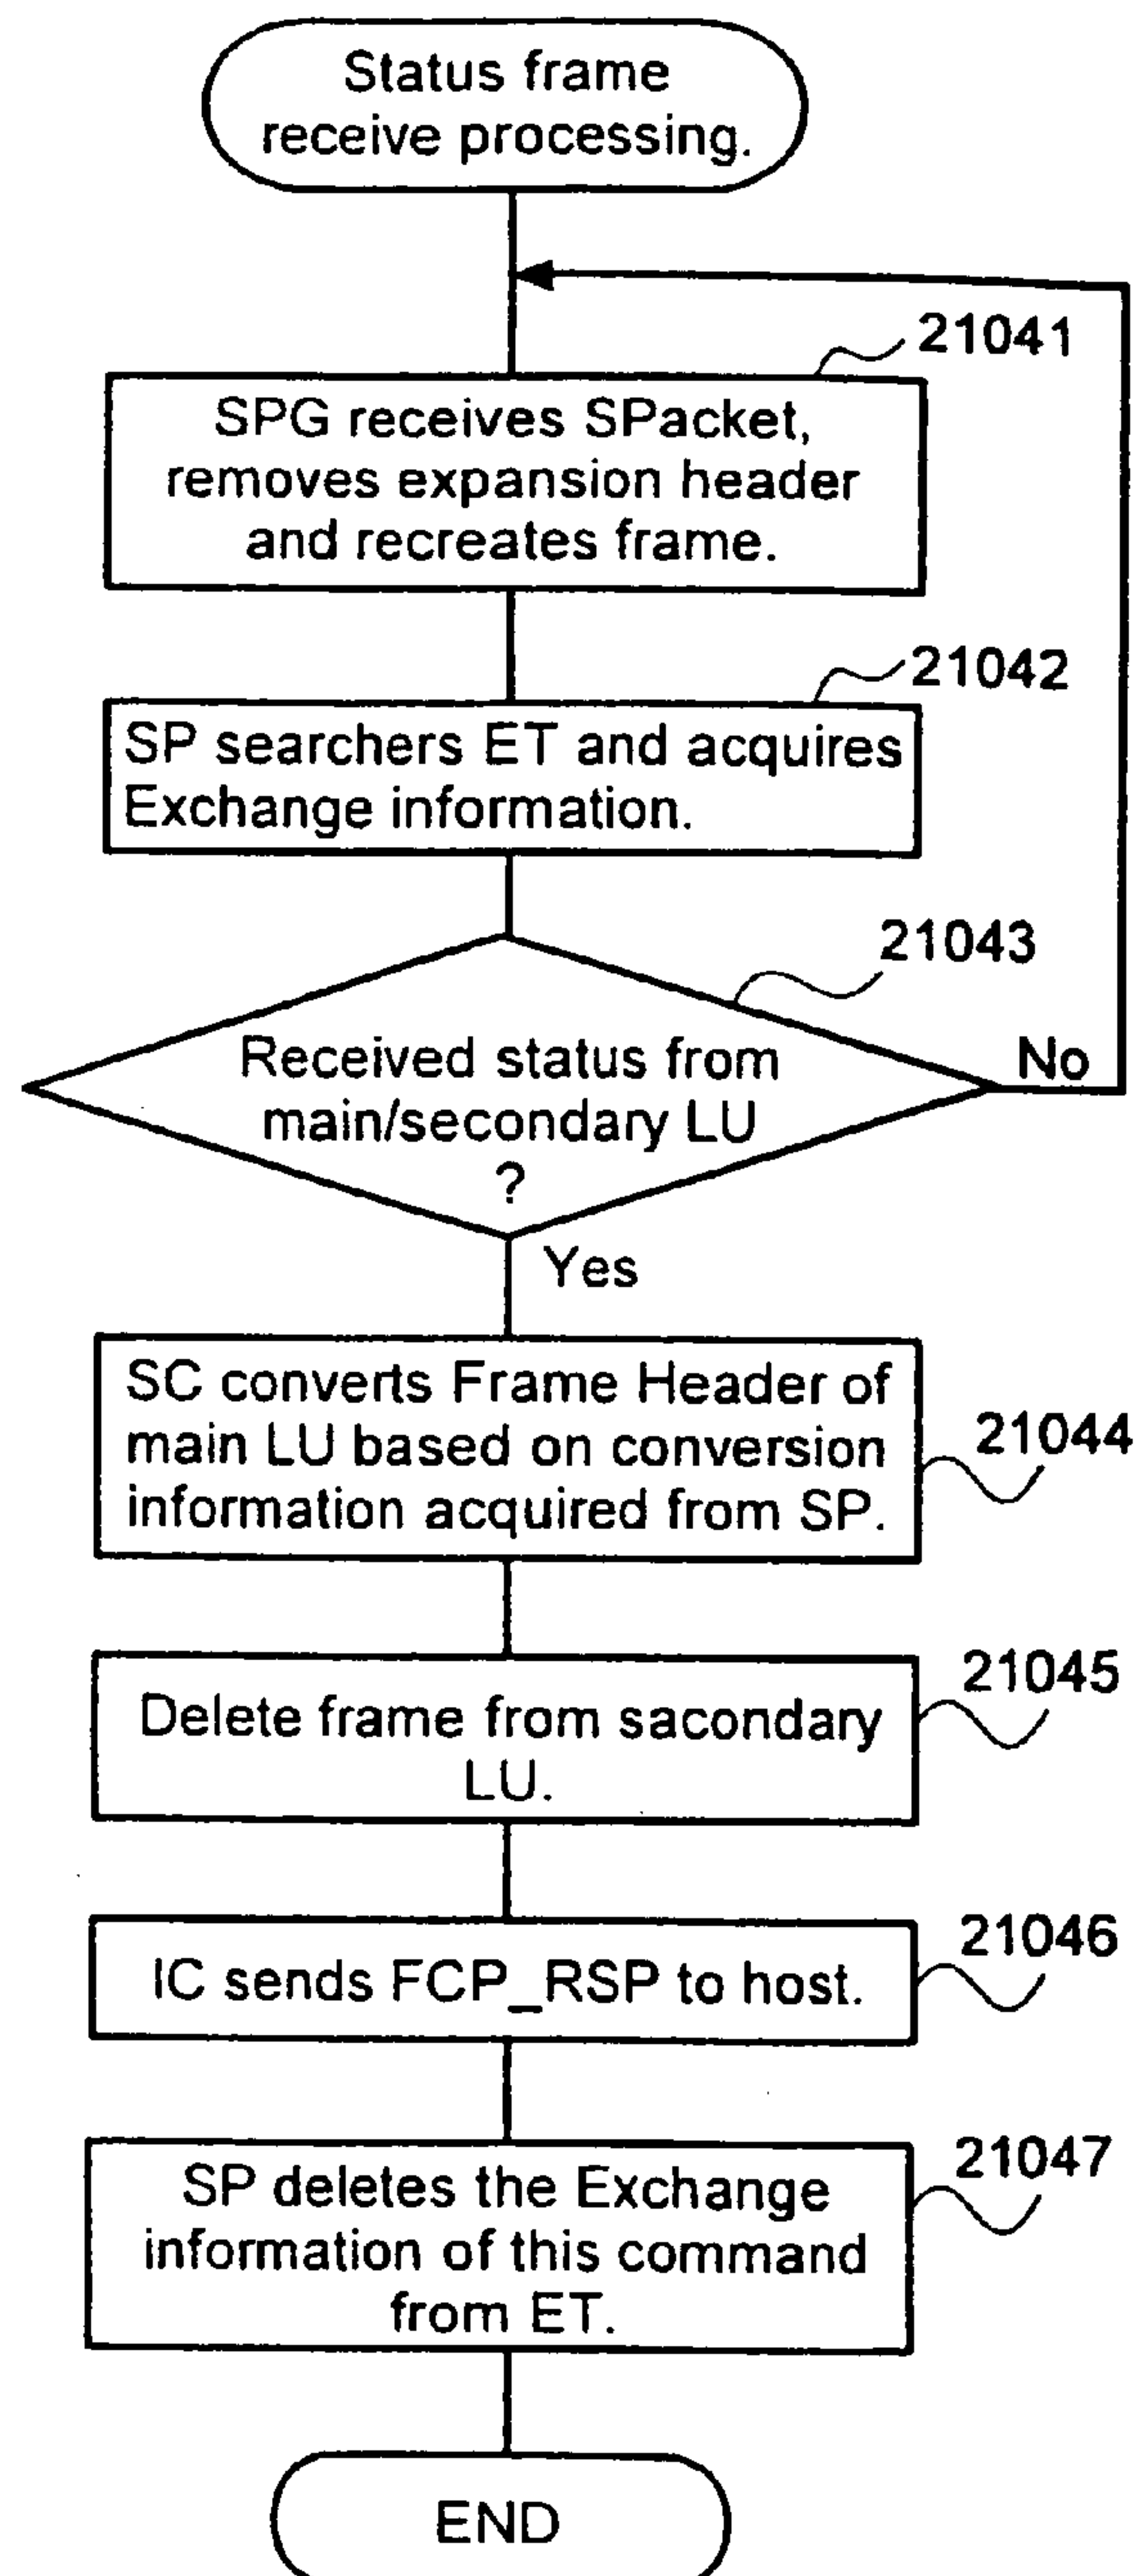 Status frame
receive processing.
21041
SPG receives SPacket,
removes expansion header
and recreates frame.
21042
SP searchers ET and acquires
Exchange information.
21043
Received status from
main/secondary LU
?
No
Yes
SC converts Frame Header of
main LU based on conversion
information acquired from SP.
21044
Delete frame from sacondary
LU.
21045
IC sends FCP_RSP to host.
21046
SP deletes the Exchange
information of this command
from ET.
21047
END